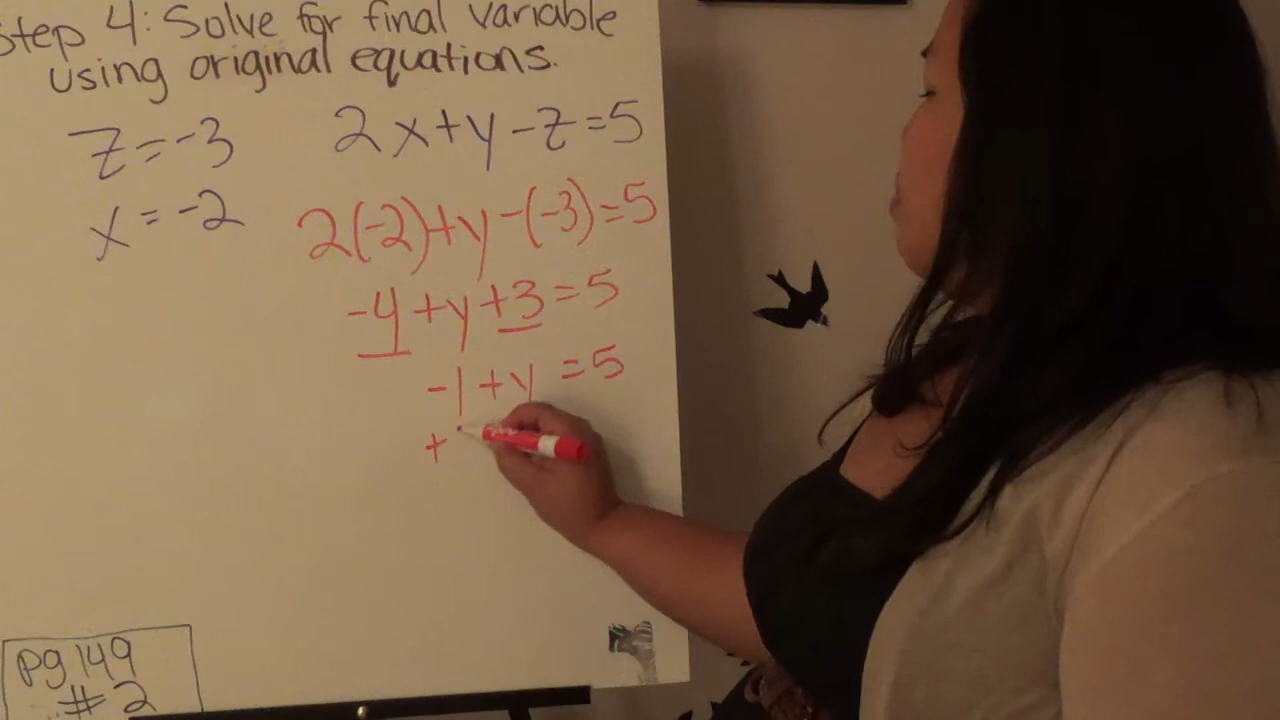 Step 4: Solve for final variable
using original equations.
z=-3
2x+y-z=5
x=-2
2(-2)+y-(-3)=5
-4+y+3=5
-1+y=5
+
pg 149
#2